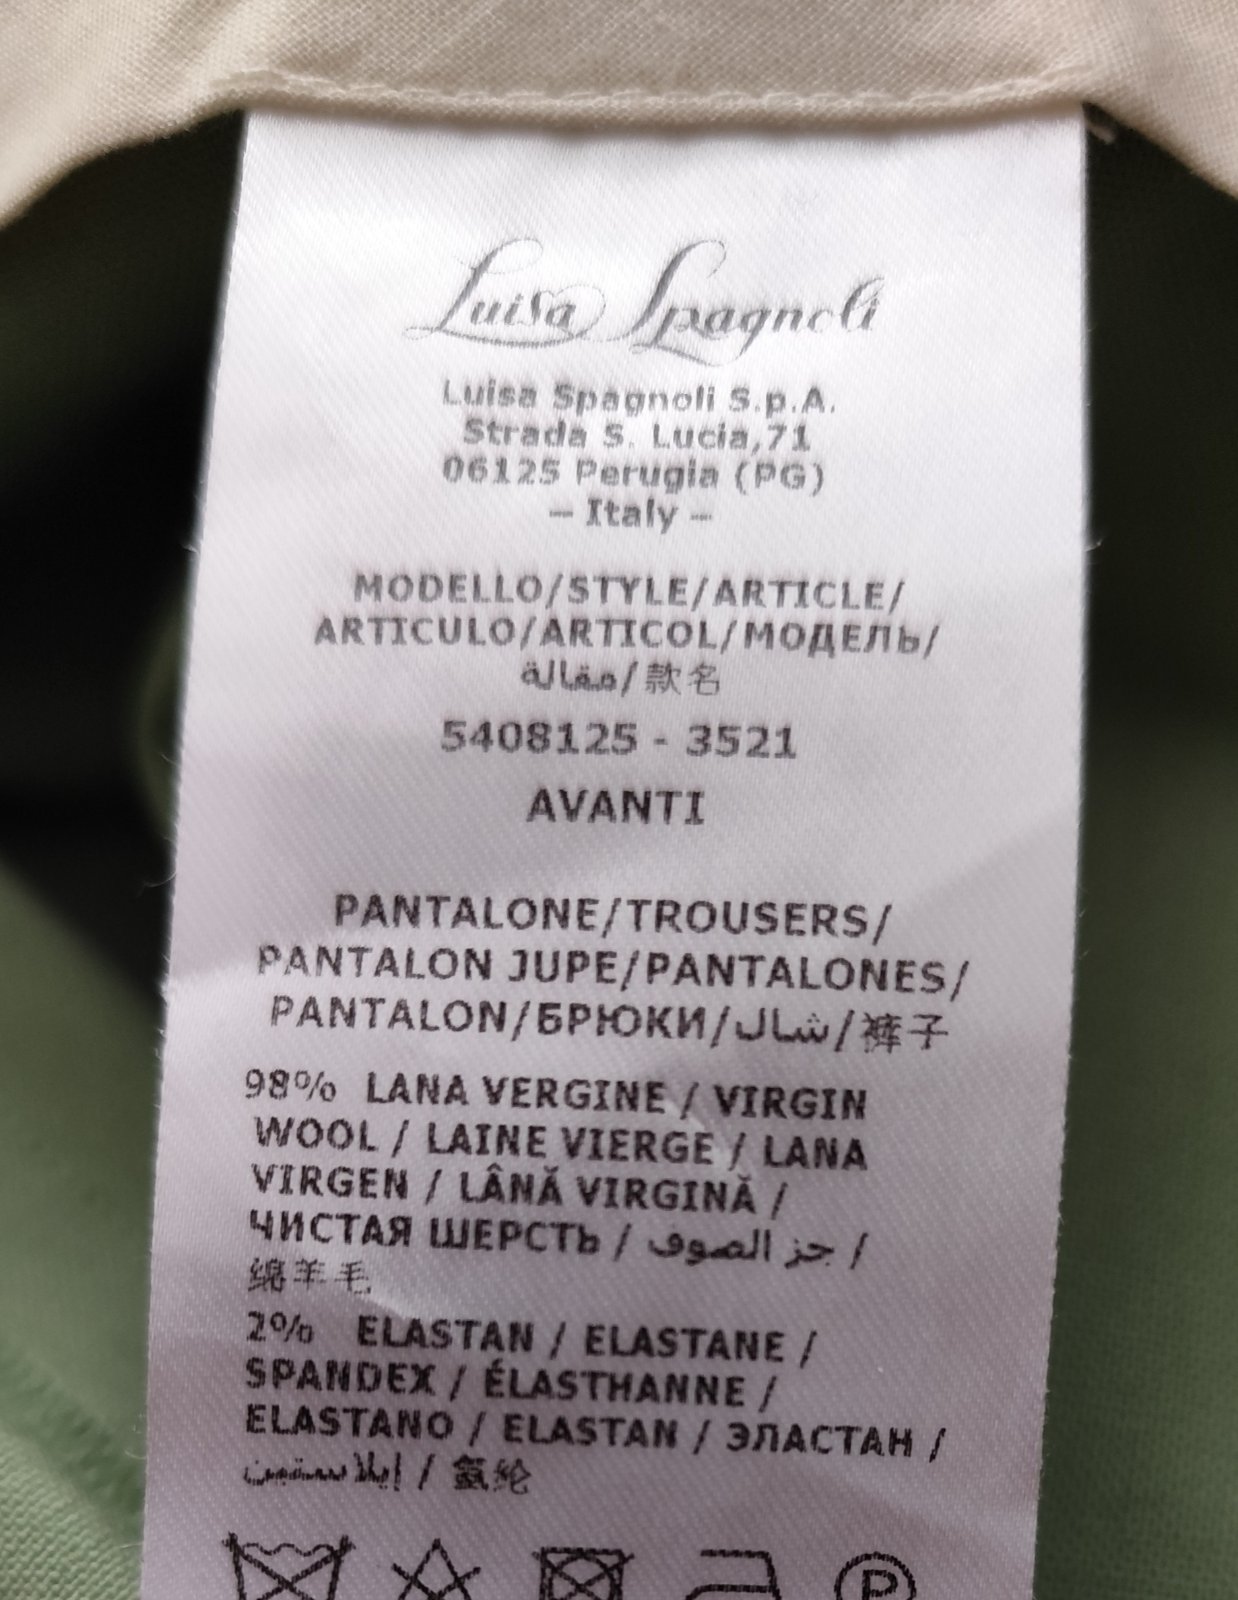 Luisa Spagnoli
Luisa Spagnoli S.p.A.
Strada S. Lucia,71
06125 Perugia (PG)
– Italy –
MODELLO/STYLE/ARTICLE/
ARTICULO/ARTICOL/МОДЕЛЬ/
مقالة/款名
5408125 - 3521
AVANTI
PANTALONE/TROUSERS/
PANTALON JUPE/PANTALONES/
PANTALON/БРЮКИ/شال/裤子
98% LANA VERGINE / VIRGIN
WOOL / LAINE VIERGE / LANA
VIRGEN / LÂNĂ VIRGINĂ /
ЧИСТАЯ ШЕРСТЬ / جز الصوف /
绵羊毛
2% ELASTAN / ELASTANE /
SPANDEX / ÉLASTHANNE /
ELASTANO / ELASTAN / ЭЛАСТАН /
إيلاستين / 氨纶
P